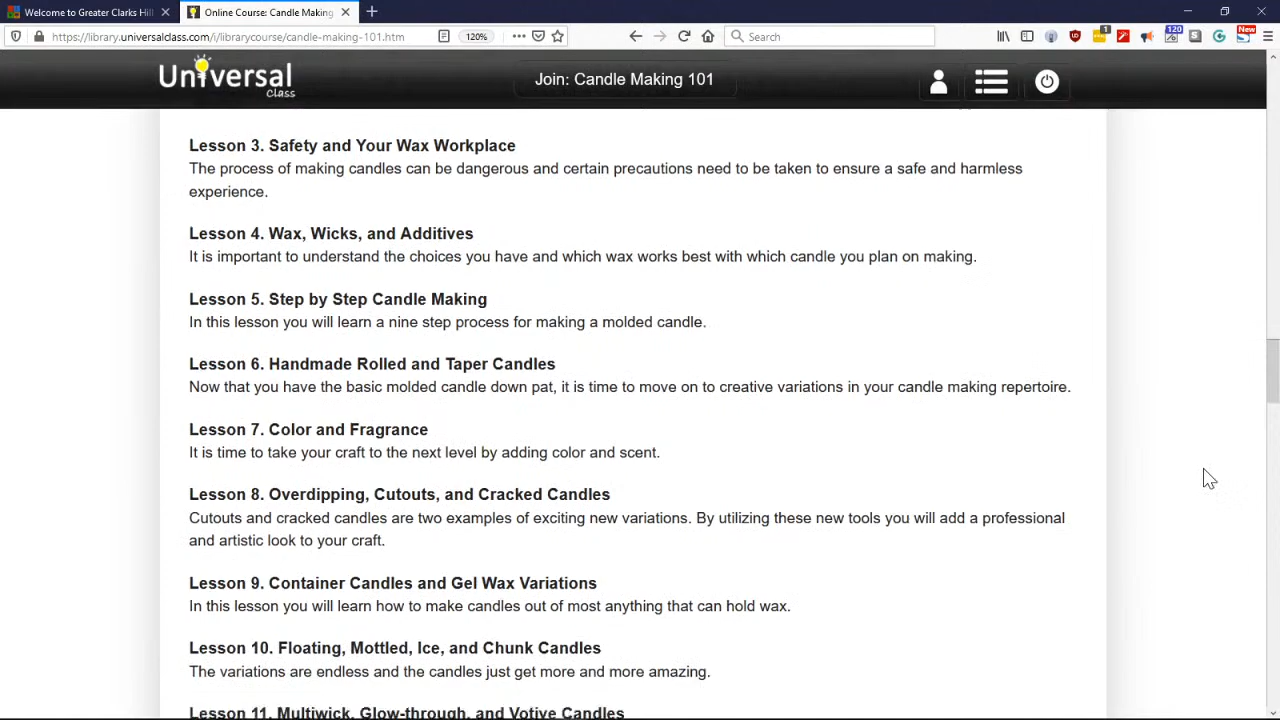 Welcome to Greater Clarks Hill
Online Course: Candle Making
https://library.universalclass.com/i/librarycourse/candle-making-101.htm
120%
Search
120
New
Universal
Class
Join: Candle Making 101
Lesson 3. Safety and Your Wax Workplace
The process of making candles can be dangerous and certain precautions need to be taken to ensure a safe and harmless
experience.
Lesson 4. Wax, Wicks, and Additives
It is important to understand the choices you have and which wax works best with which candle you plan on making.
Lesson 5. Step by Step Candle Making
In this lesson you will learn a nine step process for making a molded candle.
Lesson 6. Handmade Rolled and Taper Candles
Now that you have the basic molded candle down pat, it is time to move on to creative variations in your candle making repertoire.
Lesson 7. Color and Fragrance
It is time to take your craft to the next level by adding color and scent.
Lesson 8. Overdipping, Cutouts, and Cracked Candles
Cutouts and cracked candles are two examples of exciting new variations. By utilizing these new tools you will add a professional
and artistic look to your craft.
Lesson 9. Container Candles and Gel Wax Variations
In this lesson you will learn how to make candles out of most anything that can hold wax.
Lesson 10. Floating, Mottled, Ice, and Chunk Candles
The variations are endless and the candles just get more and more amazing.
Lesson 11. Multiwick, Glow-through, and Votive Candles